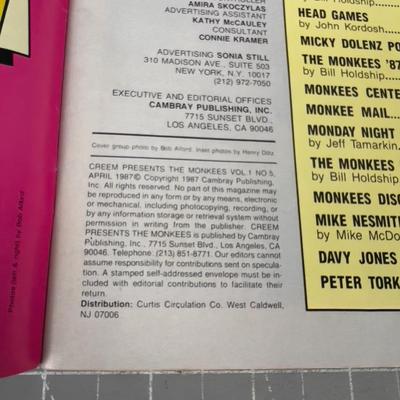 AMIRA SKOCZYLAS
ADVERTISING ASSISTANT
KATHY McCAULEY
CONSULTANT
CONNIE KRAMER
ADVERTISING SONIA STILL
310 MADISON AVE., SUITE 503
NEW YORK, N.Y. 10017
(212) 972-7050
EXECUTIVE AND EDITORIAL OFFICES
CAMBRAY PUBLISHING, INC.
7715 SUNSET BLVD.,
LOS ANGELES, CA 90046
Cover group photo by Bob Alford. Inset photos by Henry Diltz
CREEM PRESENTS THE MONKEES VOL 1 NO 5,
APRIL 1987© Copyright 1987 Cambray Publishing,
Inc. All rights reserved. No part of this magazine may
be reproduced in any form or by any means, electronic
or mechanical, including photocopying, recording, or
by any information storage or retrieval system without
permission in writing from the publisher. CREEM
PRESENTS THE MONKEES is published by Cambray
Publishing, Inc., 7715 Sunset Blvd., Los Angeles, CA
90046. Telephone: (213) 851-8771. Our editors cannot
assume responsibility for contributions sent on specula-
tion. A stamped self-addressed envelope must be in-
cluded with editorial contributions to facilitate their
return.
Distribution: Curtis Circulation Co. West Caldwell,
NJ 07006
by Bill Holdship
HEAD GAMES
by John Kordosh
MICKY DOLENZ
THE MONKEES '87
by Bill Holdship
MONKEES
MONKEE MAIL
MONDAY NIGHT
by Jeff Tamarkin
THE MONKEES
by Bill Holdship
MONKEES
MIKE
by Mike
DAVY JONES
PETER
Photos (left & right) by Bob Alford